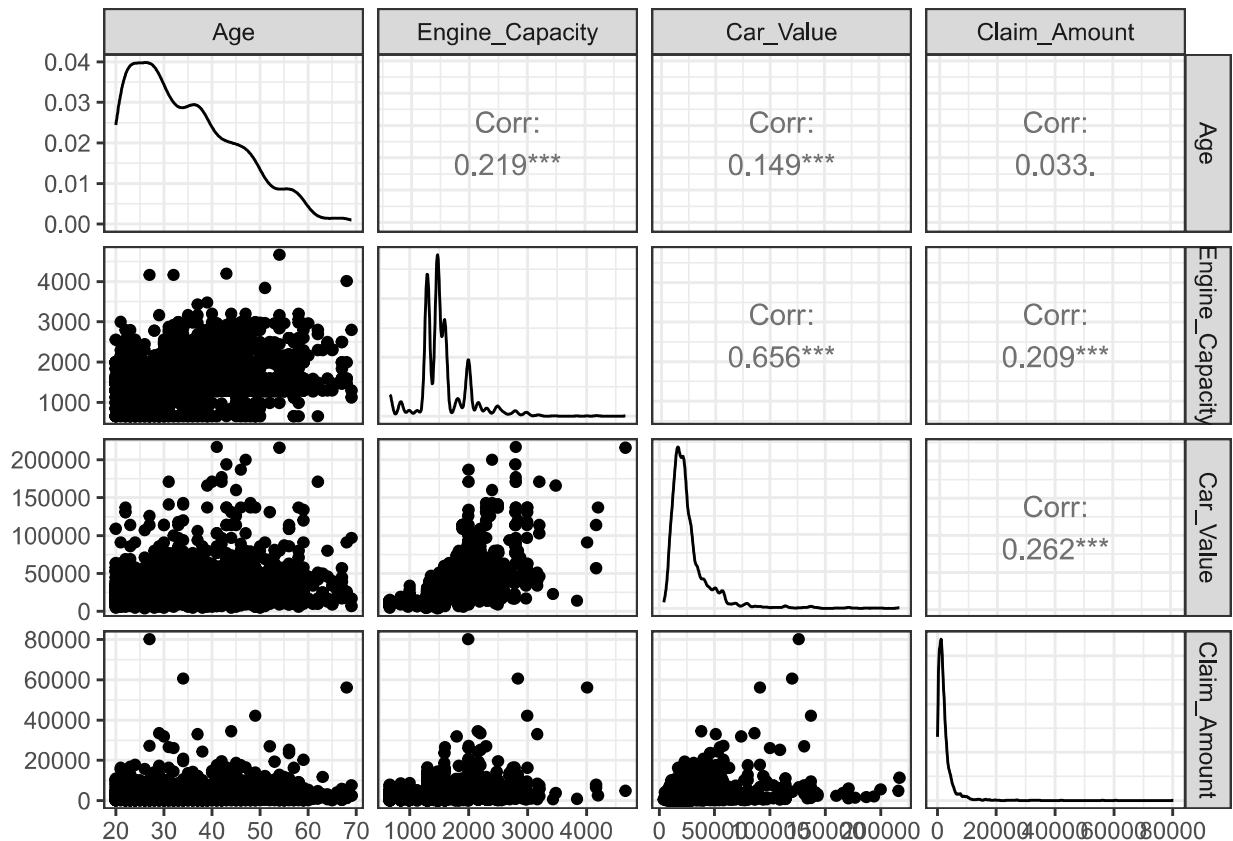 Age Engine_Capacity Car_Value Claim_Amount
0.04
0.03
0.02
0.01
0.00
Corr:
0.219***
Corr:
0.149***
Corr:
0.033.
Age
4000
3000
2000
1000
Corr:
0.656***
Corr:
0.209***
Engine_Capacity
200000
150000
100000
50000
0
Corr:
0.262***
Car_Value
80000
60000
40000
20000
0
Claim_Amount
20 30 40 50 60 70
1000 2000 3000 4000
0 50000 100000 150000 200000
0 20000 40000 60000 80000